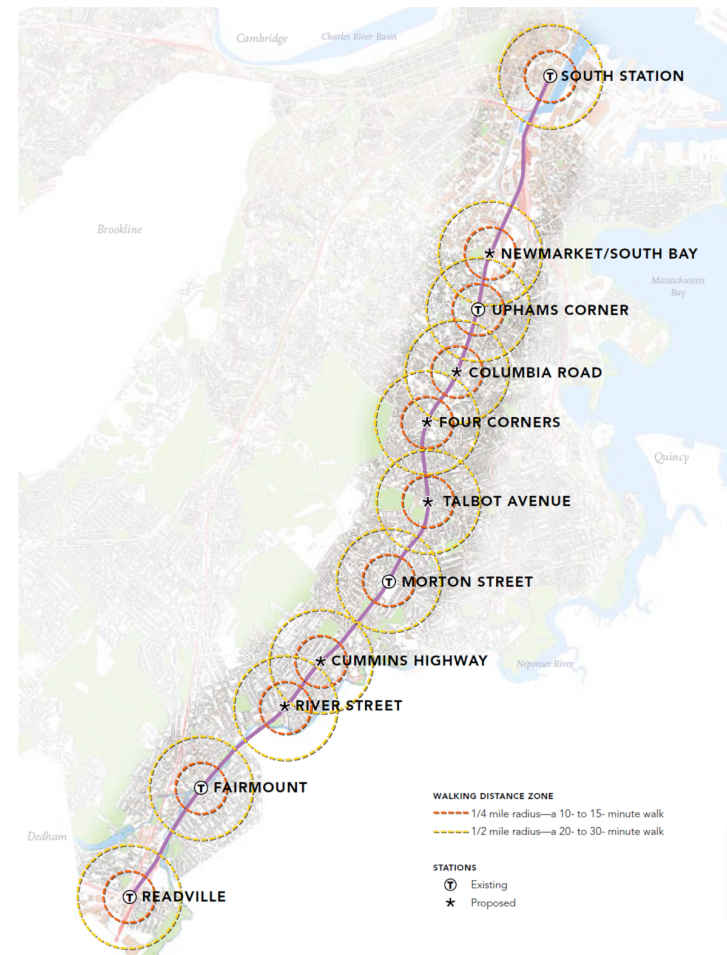 Cambridge
Charles River Basin
SOUTH STATION
Brookline
NEWMARKET/SOUTH BAY
Massachusetts
Bay
UPHAMS CORNER
COLUMBIA ROAD
FOUR CORNERS
Quincy
TALBOT AVENUE
MORTON STREET
CUMMINS HIGHWAY
Neponset River
RIVER STREET
FAIRMOUNT
WALKING DISTANCE ZONE
1/4 mile radius—a 10- to 15- minute walk
1/2 mile radius—a 20- to 30- minute walk
Dedham
STATIONS
T Existing
Proposed
READVILLE